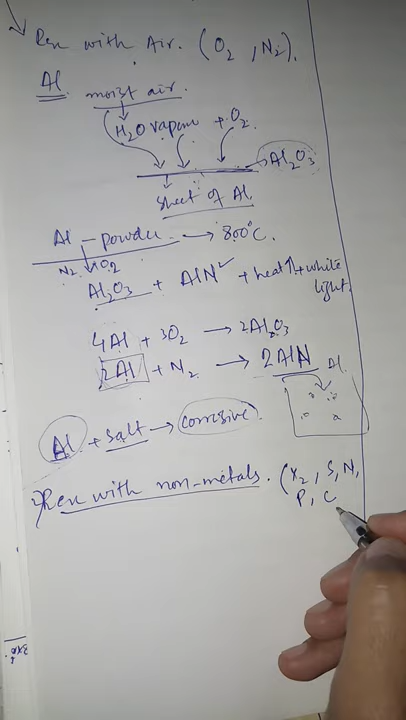 Rxn with Air. (O2, N2).
Al moist air.
H2O vapour + O2
Al2O3
sheet of Al
Al - powder → 800°C.
N2 O2
Al2O3 + AlN ✓ + heat↑ + white light.
4Al + 3O2 → 2Al2O3
2Al + N2 → 2AlN Al
Al + salt → corrosive
2) Rxn with non-metals. (X2, S, N,
P, C